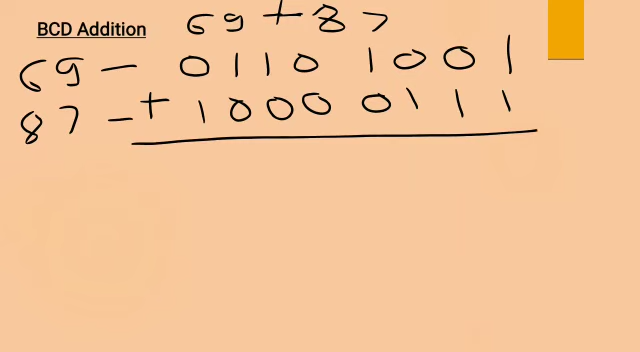 BCD Addition 69 + 87
69 - 0110 1001
87 - + 1000 0111